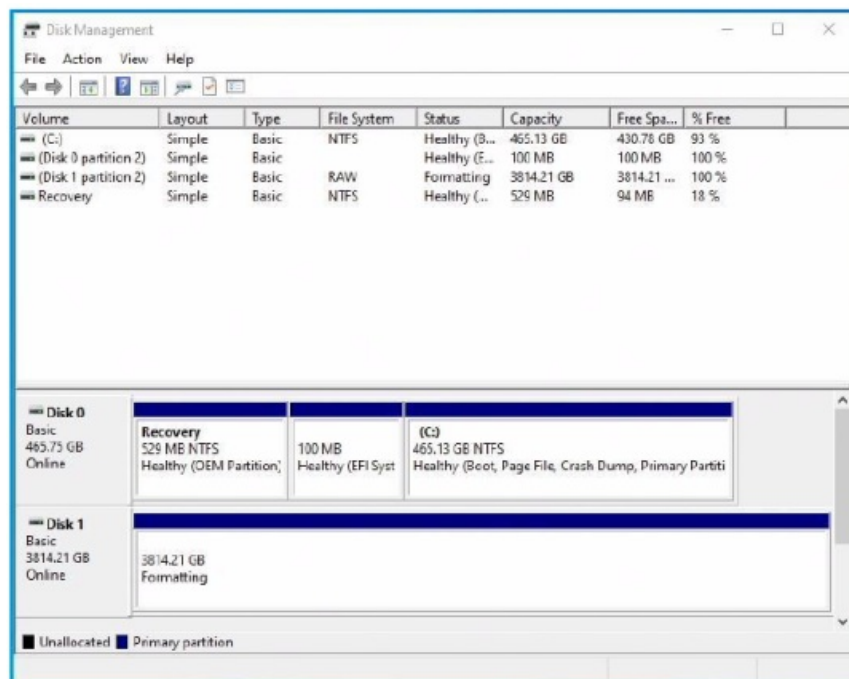 Disk Management
File Action View Help
Volume Layout Type File System Status Capacity Free Spa... % Free
(C:) Simple Basic NTFS Healthy (B... 465.13 GB 430.78 GB 93 %
(Disk 0 partition 2) Simple Basic Healthy (E... 100 MB 100 MB 100 %
(Disk 1 partition 2) Simple Basic RAW Formatting 3814.21 GB 3814.21 ... 100 %
Recovery Simple Basic NTFS Healthy (... 529 MB 94 MB 18 %
Disk 0
Basic
465.75 GB
Online
Recovery
529 MB NTFS
Healthy (OEM Partition)
100 MB
Healthy (EFI Syst
(C:)
465.13 GB NTFS
Healthy (Boot, Page File, Crash Dump, Primary Partiti
Disk 1
Basic
3814.21 GB
Online
3814.21 GB
Formatting
Unallocated Primary partition